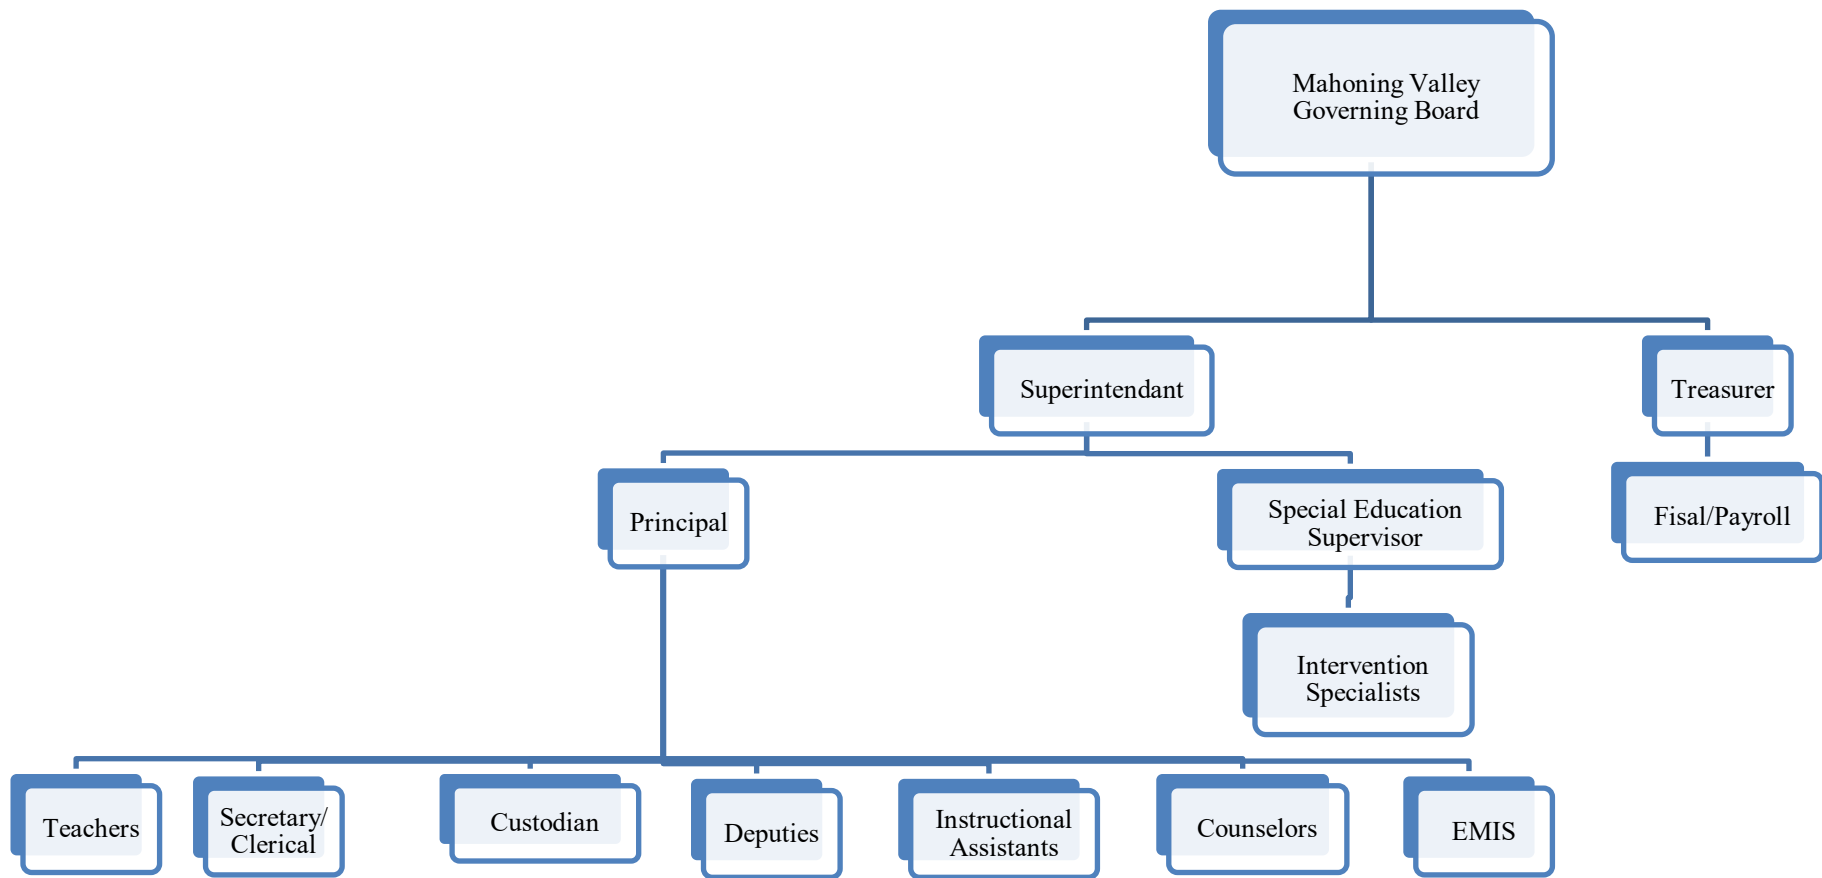 Mahoning Valley
Governing Board
Superintendant
Treasurer
Principal
Special Education
Supervisor
Fisal/Payroll
Intervention
Specialists
Teachers
Secretary/
Clerical
Custodian
Deputies
Instructional
Assistants
Counselors
EMIS